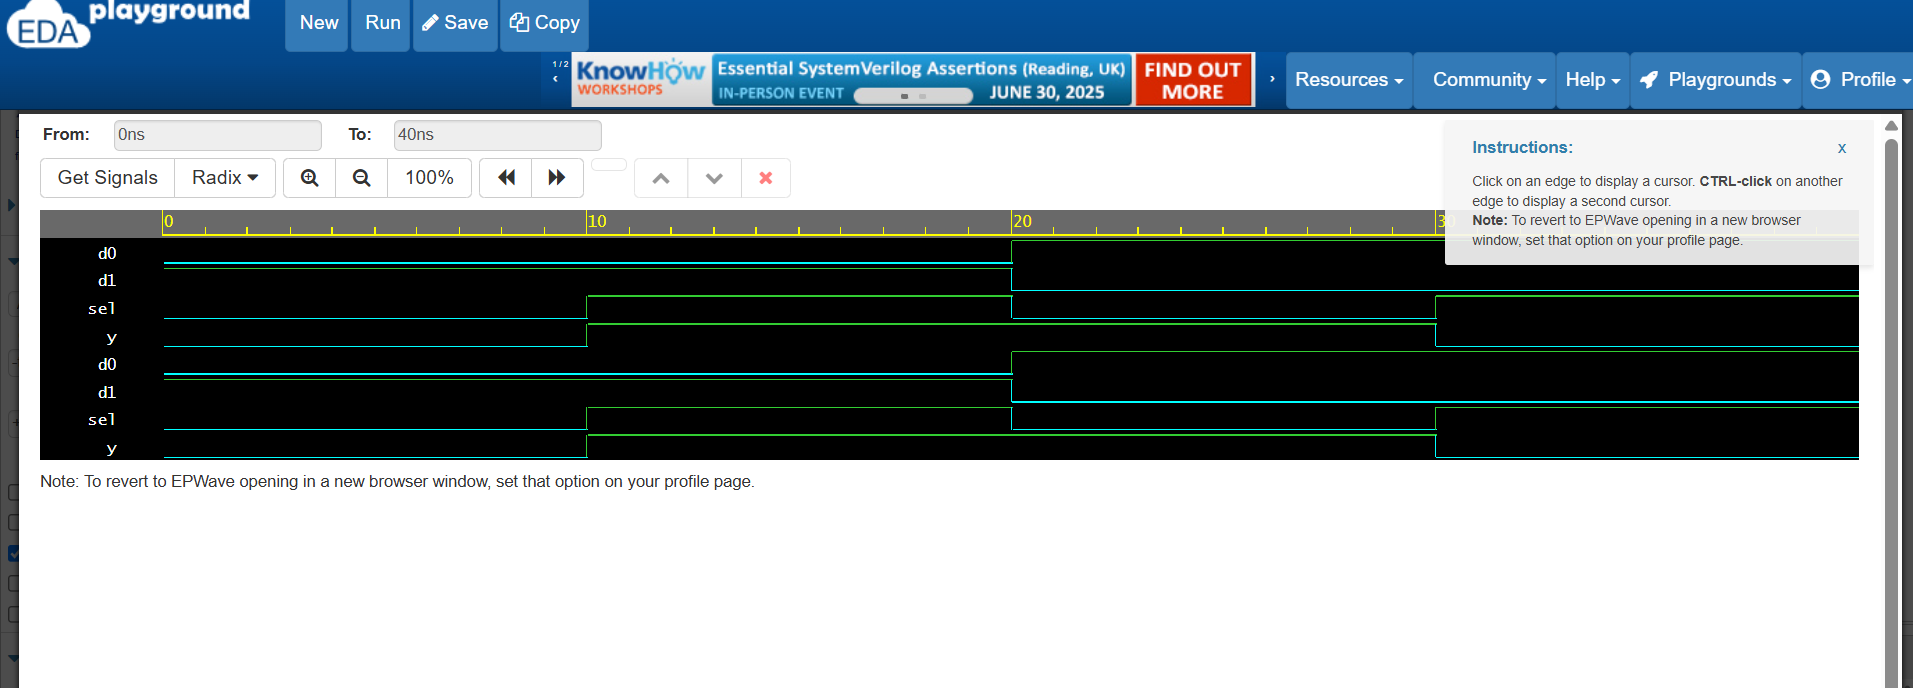 EDA playground
New Run Save Copy
1/2
KnowHow
WORKSHOPS
Essential SystemVerilog Assertions (Reading, UK)
IN-PERSON EVENT
JUNE 30, 2025
FIND OUT
MORE
Resources Community Help Playgrounds Profile
From: 0ns To: 40ns
Get Signals Radix 100%
Instructions: x
Click on an edge to display a cursor. CTRL-click on another
edge to display a second cursor.
Note: To revert to EPWave opening in a new browser
window, set that option on your profile page.
0 10 20 30
d0
d1
sel
y
d0
d1
sel
y
Note: To revert to EPWave opening in a new browser window, set that option on your profile page.